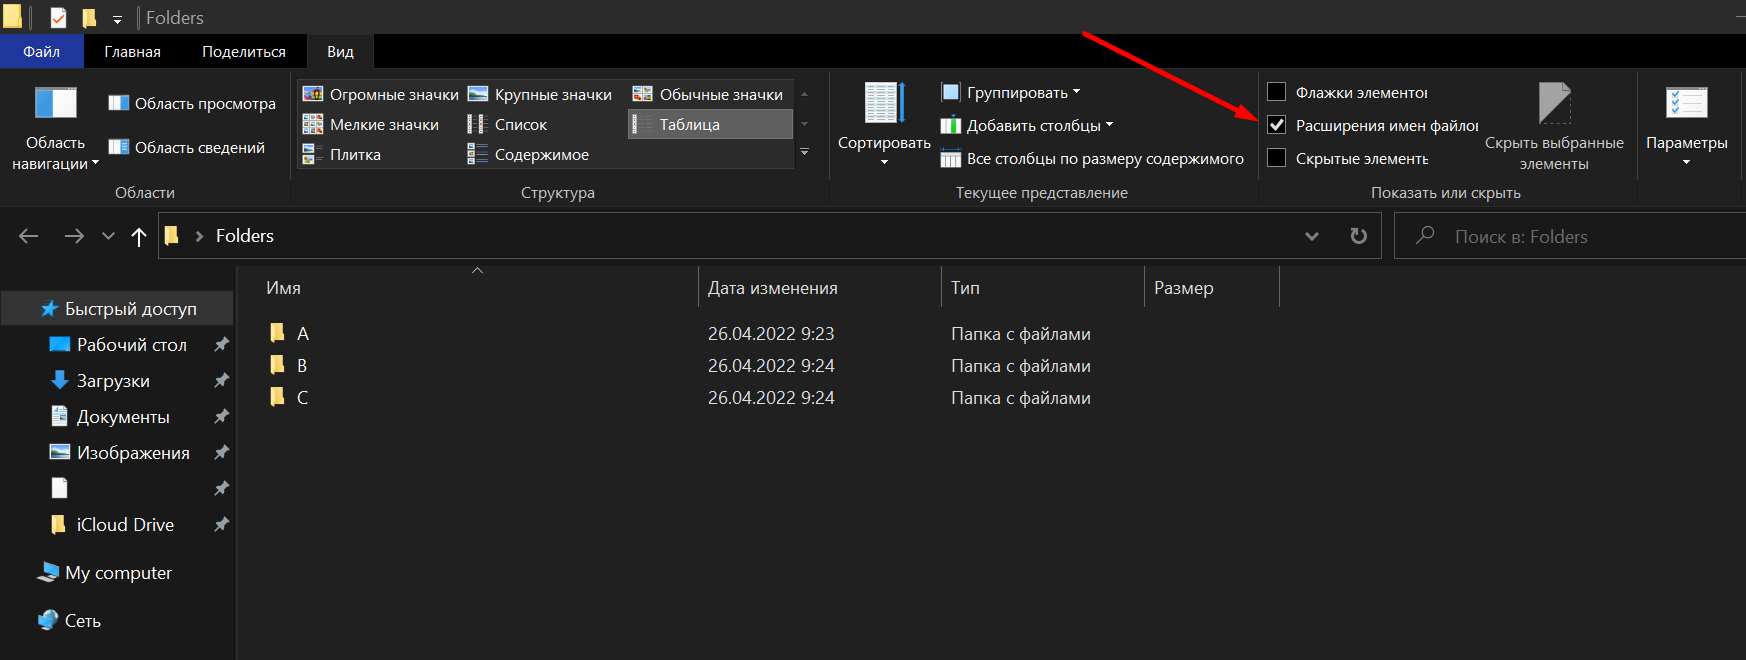 Folders
Файл Главная Поделиться Вид
Область навигации
Область просмотра
Область сведений
Области
Огромные значки Крупные значки Обычные значки
Мелкие значки Список Таблица
Плитка Содержимое
Структура
Сортировать
Группировать
Добавить столбцы
Все столбцы по размеру содержимого
Текущее представление
Флажки элементов
Расширения имен файлов
Скрытые элементы
Скрыть выбранные
элементы
Показать или скрыть
Параметры
Folders
Поиск в: Folders
Имя Дата изменения Тип Размер
A 26.04.2022 9:23 Папка с файлами
B 26.04.2022 9:24 Папка с файлами
C 26.04.2022 9:24 Папка с файлами
Быстрый доступ
Рабочий стол
Загрузки
Документы
Изображения
iCloud Drive
My computer
Сеть